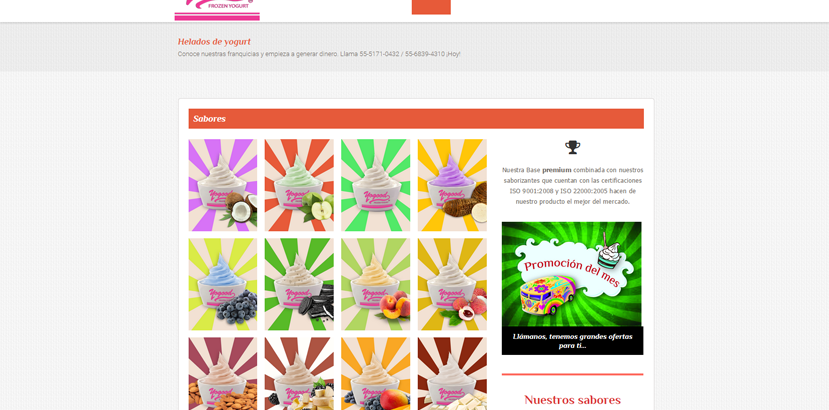 FROZEN YOGURT
Helados de yogurt
Conoce nuestras franquicias y empieza a generar dinero. Llama 55-5171-0432 / 55-6839-4310 ¡Hoy!
Sabores
Nuestra Base premium combinada con nuestros
saborizantes que cuentan con las certificaciones
ISO 9001:2008 y ISO 22000:2005 hacen de
nuestro producto el mejor del mercado.
Promoción del mes
Llámanos, tenemos grandes ofertas
para ti...
Nuestros sabores